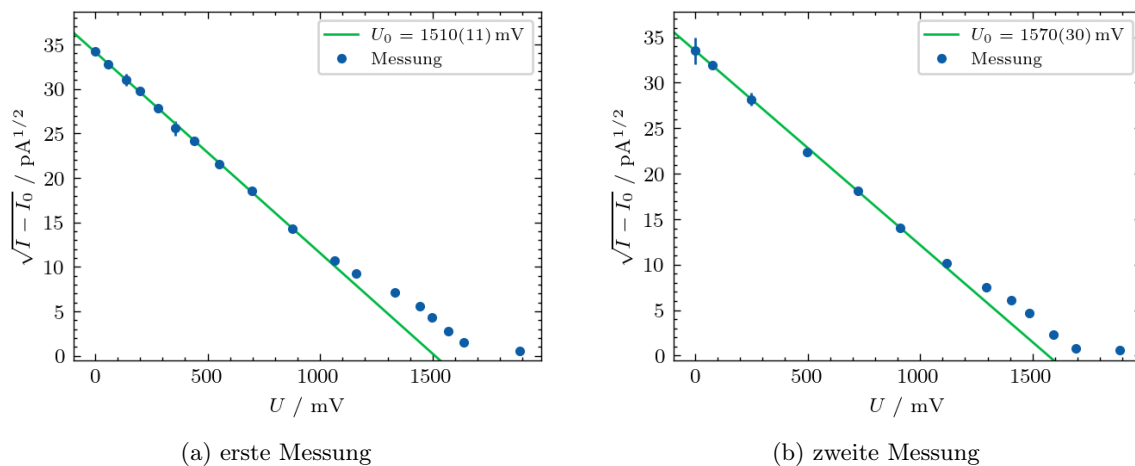 U₀ = 1510(11) mV
Messung
√(I − I₀) / pA^{1/2}
35
30
25
20
15
10
5
0
0 500 1000 1500
U / mV
(a) erste Messung
U₀ = 1570(30) mV
Messung
√(I − I₀) / pA^{1/2}
35
30
25
20
15
10
5
0
0 500 1000 1500
U / mV
(b) zweite Messung